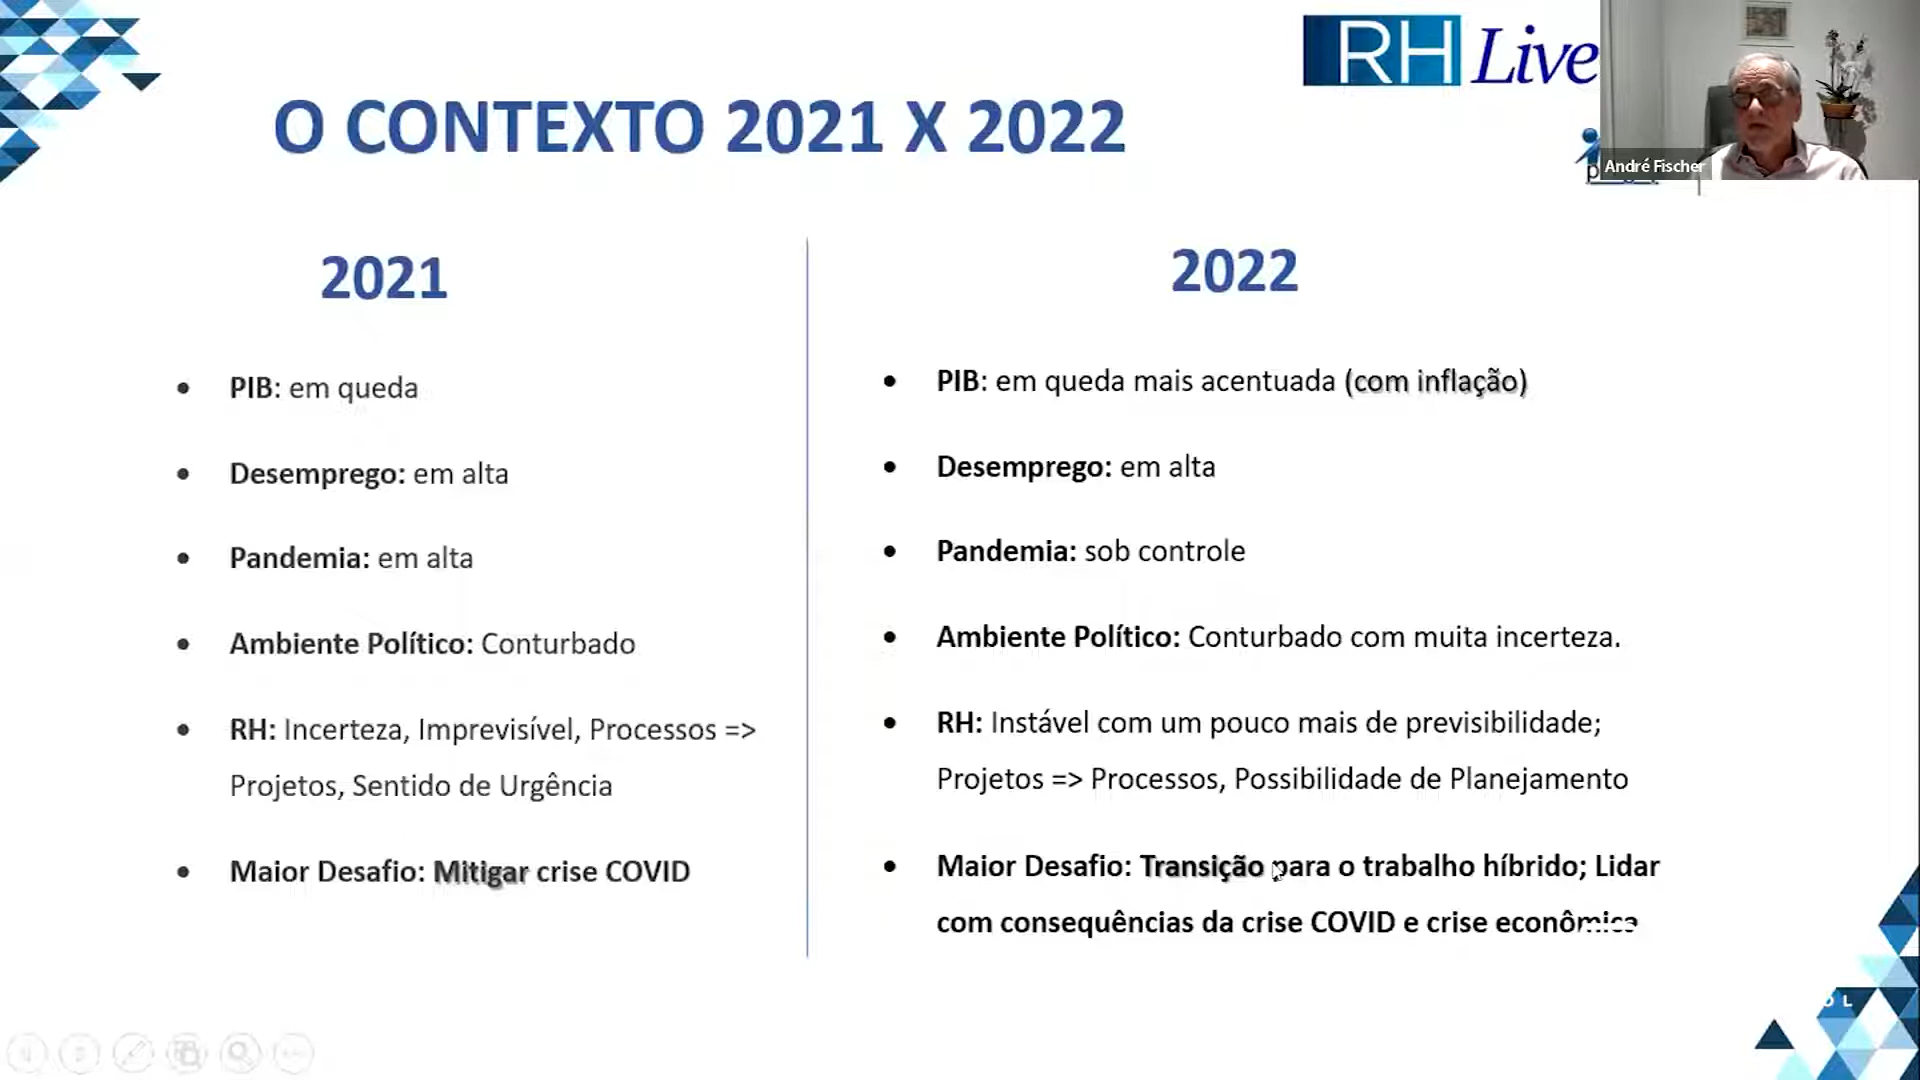 RH Live
O CONTEXTO 2021 X 2022
André Fischer
2021
PIB: em queda
Desemprego: em alta
Pandemia: em alta
Ambiente Político: Conturbado
RH: Incerteza, Imprevisível, Processos =>
Projetos, Sentido de Urgência
Maior Desafio: Mitigar crise COVID
2022
PIB: em queda mais acentuada (com inflação)
Desemprego: em alta
Pandemia: sob controle
Ambiente Político: Conturbado com muita incerteza.
RH: Instável com um pouco mais de previsibilidade;
Projetos => Processos, Possibilidade de Planejamento
Maior Desafio: Transição para o trabalho híbrido; Lidar
com consequências da crise COVID e crise econômica